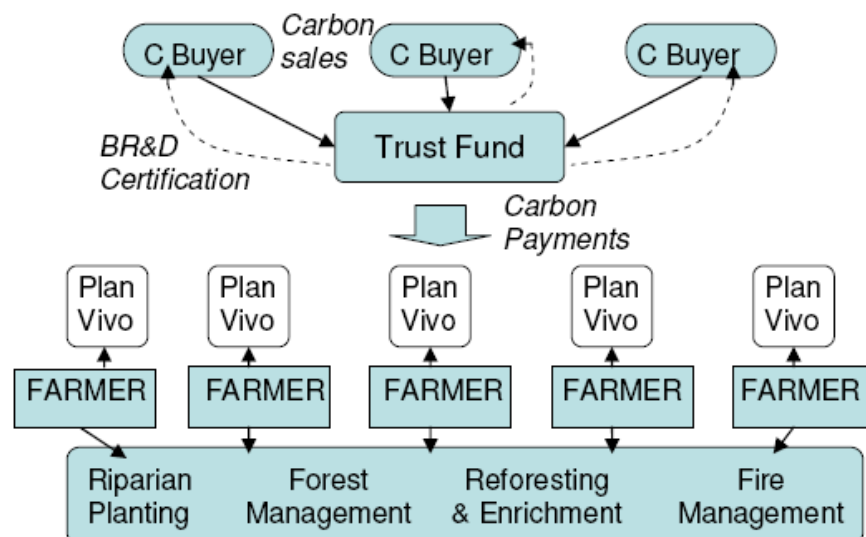 Carbon
sales
C Buyer
C Buyer
C Buyer
BR&D
Certification
Trust Fund
Carbon
Payments
Plan
Vivo
Plan
Vivo
Plan
Vivo
Plan
Vivo
Plan
Vivo
FARMER
FARMER
FARMER
FARMER
FARMER
Riparian
Planting
Forest
Management
Reforesting
& Enrichment
Fire
Management